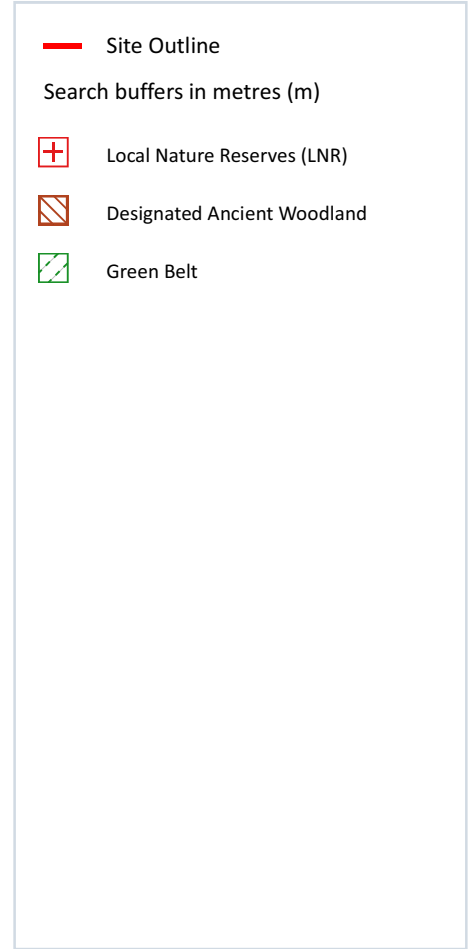 Site Outline
Search buffers in metres (m)
Local Nature Reserves (LNR)
Designated Ancient Woodland
Green Belt